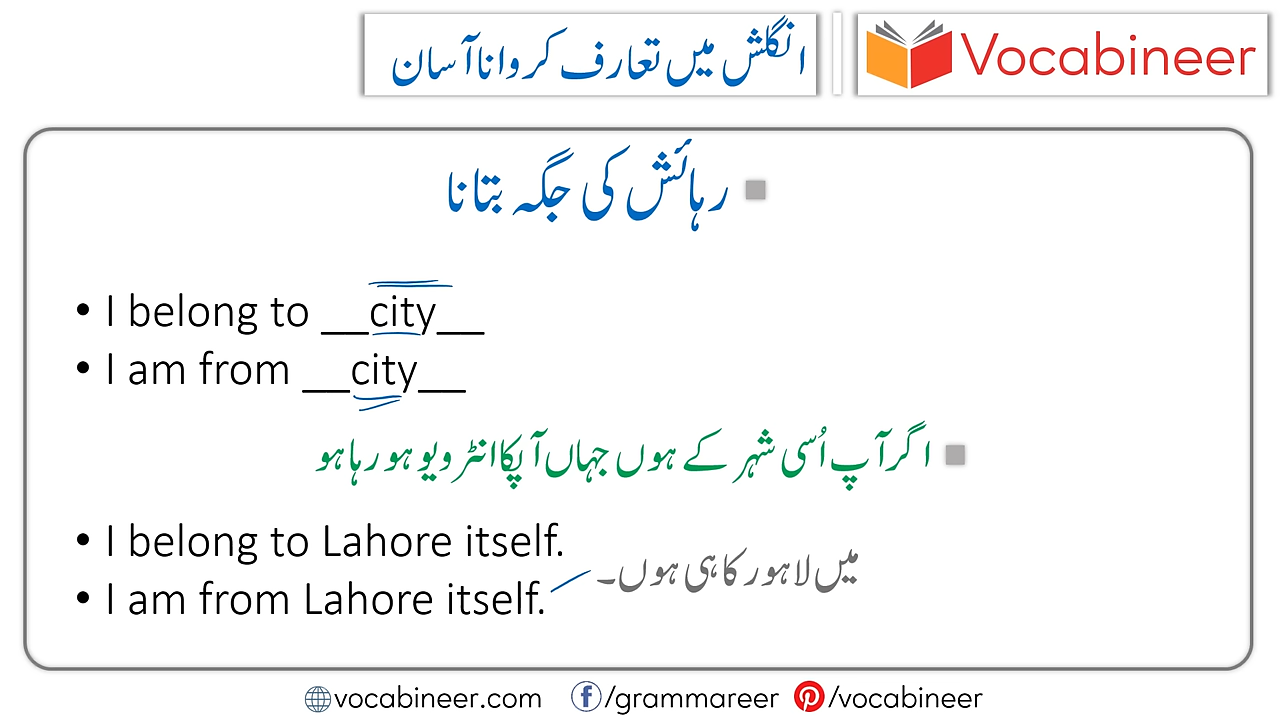 انگلش میں تعارف کروانا آسان
Vocabineer
رہائش کی جگہ بتانا
• I belong to __city__
• I am from __city__
اگر آپ اُسی شہر کے ہوں جہاں آپکا انٹرویو ہو رہا ہو
• I belong to Lahore itself.
میں لاہور کا ہی ہوں۔
• I am from Lahore itself.
vocabineer.com /grammareer /vocabineer